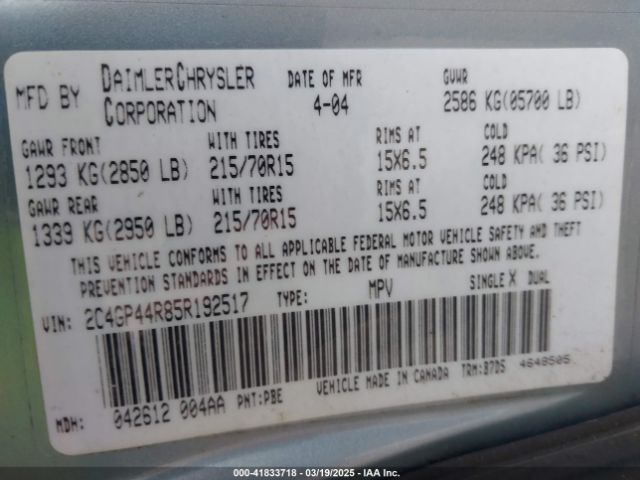 MFD BY DAIMLERCHRYSLER CORPORATION DATE OF MFR 4-04 GVWR 2586 KG(05700 LB)
GAWR FRONT WITH TIRES RIMS AT COLD
1293 KG(2850 LB) 215/70R15 15X6.5 248 KPA( 36 PSI)
GAWR REAR WITH TIRES RIMS AT COLD
1339 KG(2950 LB) 215/70R15 15X6.5 248 KPA( 36 PSI)
THIS VEHICLE CONFORMS TO ALL APPLICABLE FEDERAL MOTOR VEHICLE SAFETY AND THEFT
PREVENTION STANDARDS IN EFFECT ON THE DATE OF MANUFACTURE SHOWN ABOVE.
VIN: 2C4GP44R85R192517 TYPE: MPV SINGLE X DUAL
VEHICLE MADE IN CANADA TRM:B7D5 4648505
MDH: 042612 004AA PNT:PBE
000-41833718 | 03/19/2025 | IAA Inc.